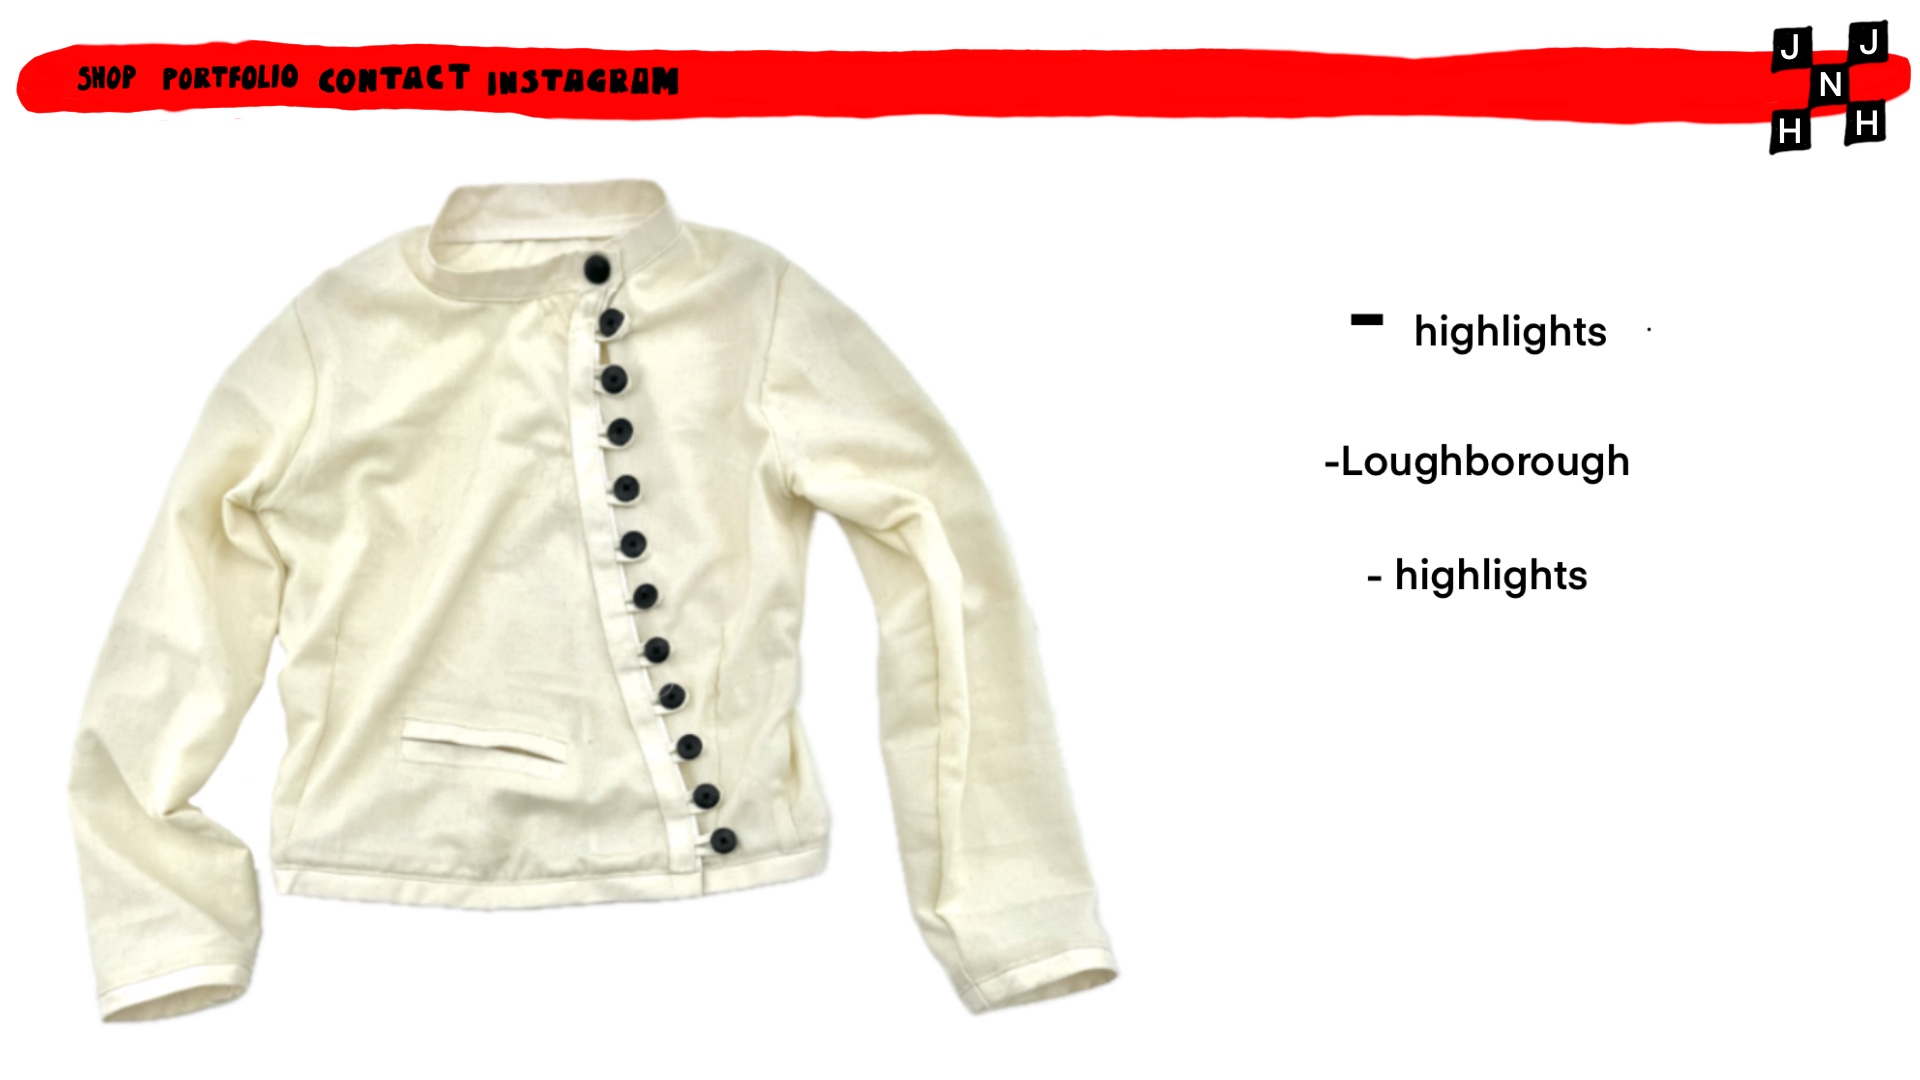 SHOP PORTFOLIO CONTACT INSTAGRAM
J J
N
H H
- highlights .
-Loughborough
- highlights